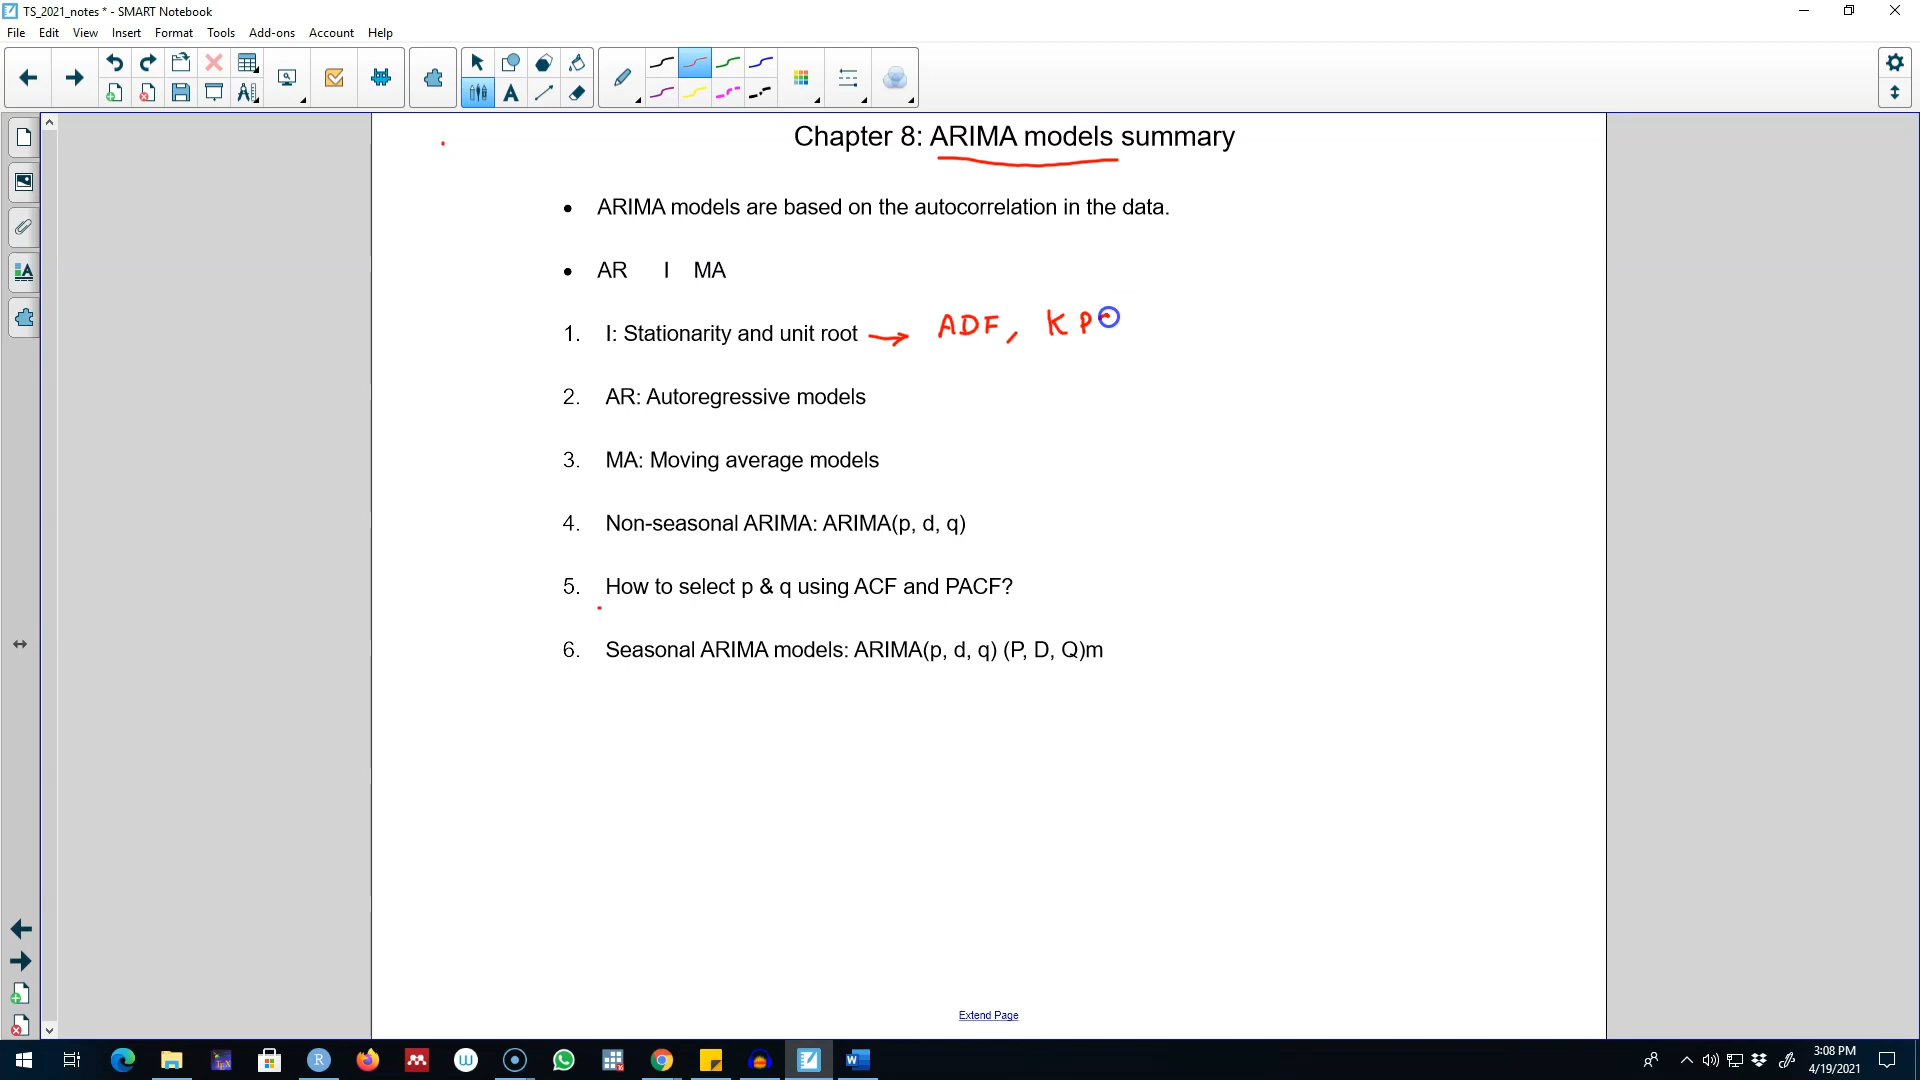 TS_2021_notes * - SMART Notebook
File Edit View Insert Format Tools Add-ons Account Help
Chapter 8: ARIMA models summary
• ARIMA models are based on the autocorrelation in the data.
• AR I MA
1. I: Stationarity and unit root → ADF, KP
2. AR: Autoregressive models
3. MA: Moving average models
4. Non-seasonal ARIMA: ARIMA(p, d, q)
5. How to select p & q using ACF and PACF?
6. Seasonal ARIMA models: ARIMA(p, d, q) (P, D, Q)m
Extend Page
3:08 PM
4/19/2021